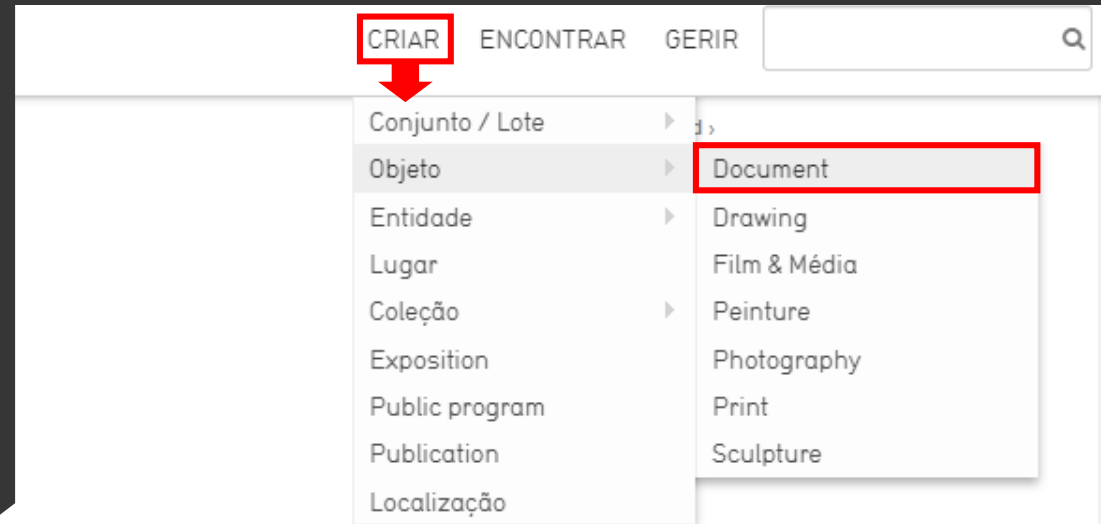 CRIAR ENCONTRAR GERIR
Conjunto / Lote
d ›
Objeto
Document
Entidade
Drawing
Lugar
Film & Média
Coleção
Peinture
Exposition
Photography
Public program
Print
Publication
Sculpture
Localização